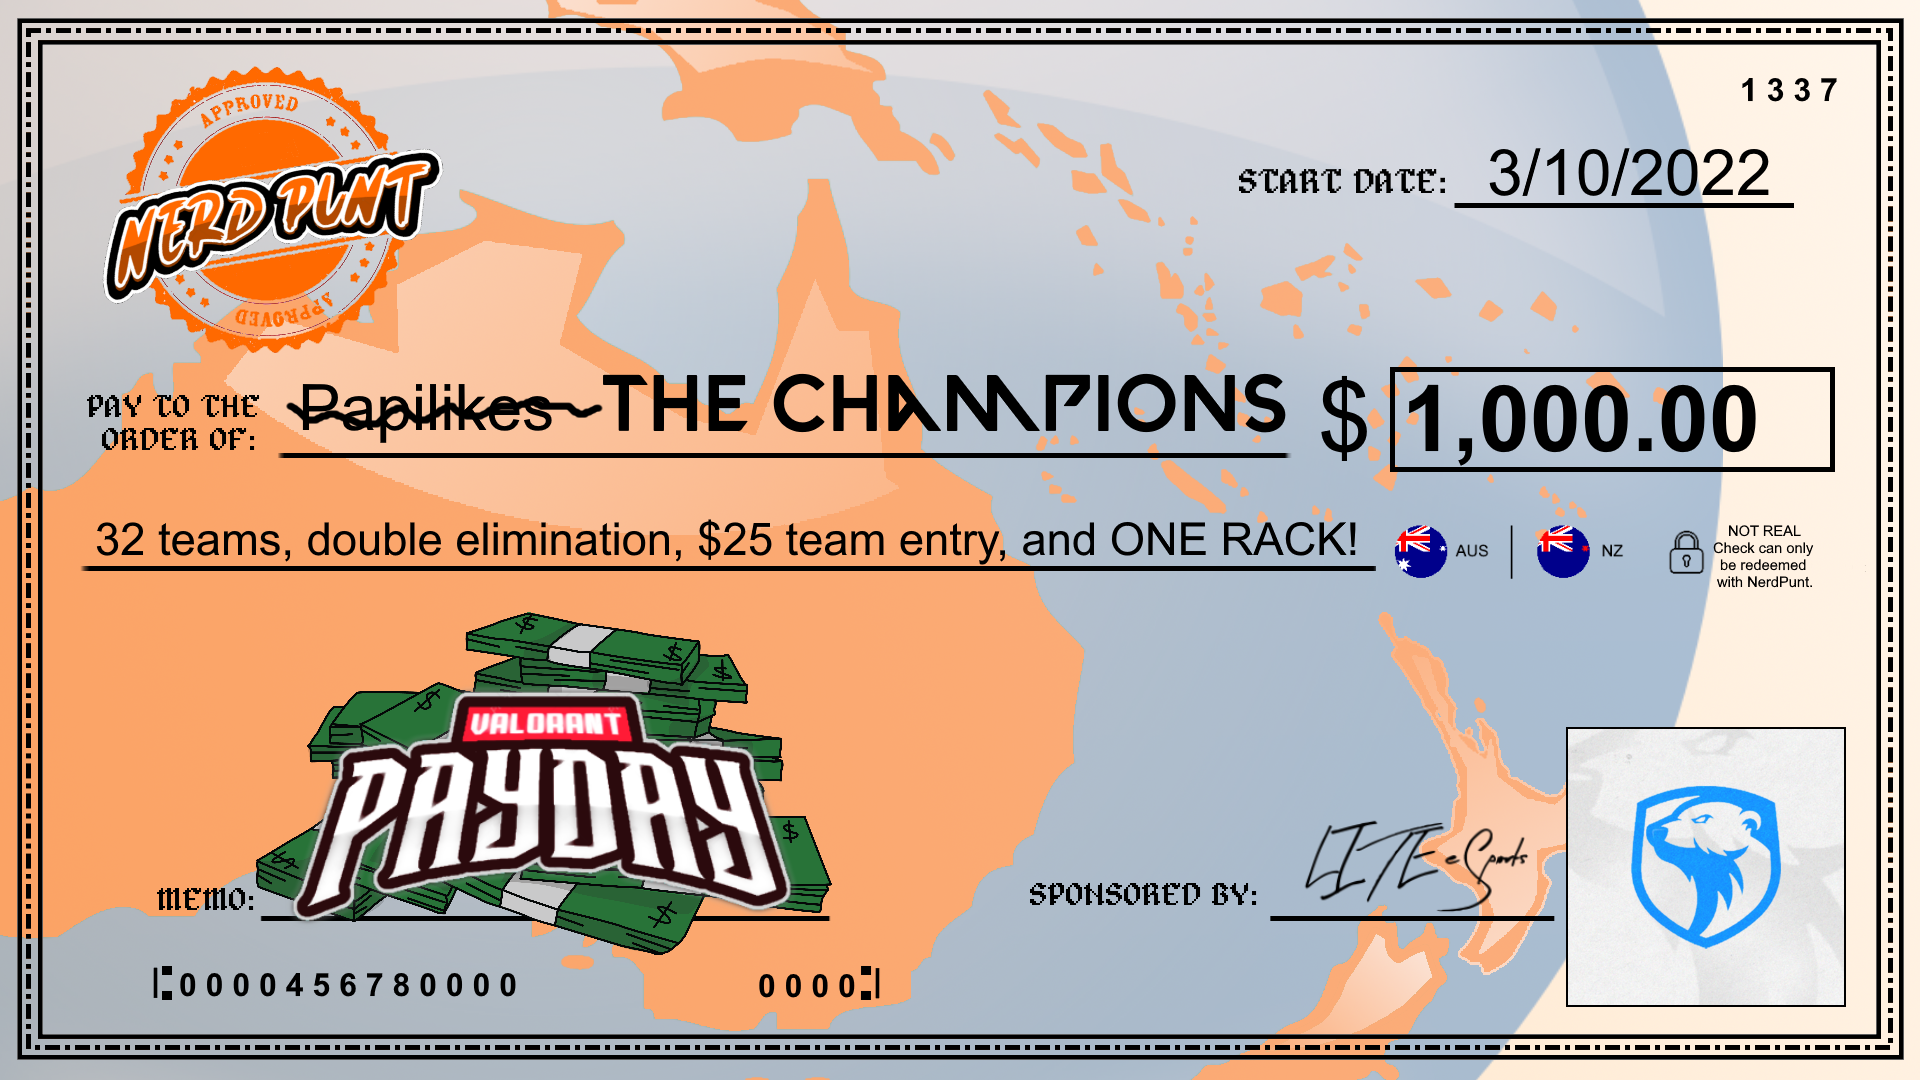 1337
APPROVED
NERD PUNT
APPROVED
START DATE: 3/10/2022
PAY TO THE
ORDER OF:
Papilikes THE CHAMPIONS $ 1,000.00
32 teams, double elimination, $25 team entry, and ONE RACK!
AUS | NZ
NOT REAL
Check can only
be redeemed
with NerdPunt.
$ $ $ $ $ $ $
VALORANT
PAYDAY
MEMO:
SPONSORED BY: LITE eSports
0000456780000 0000